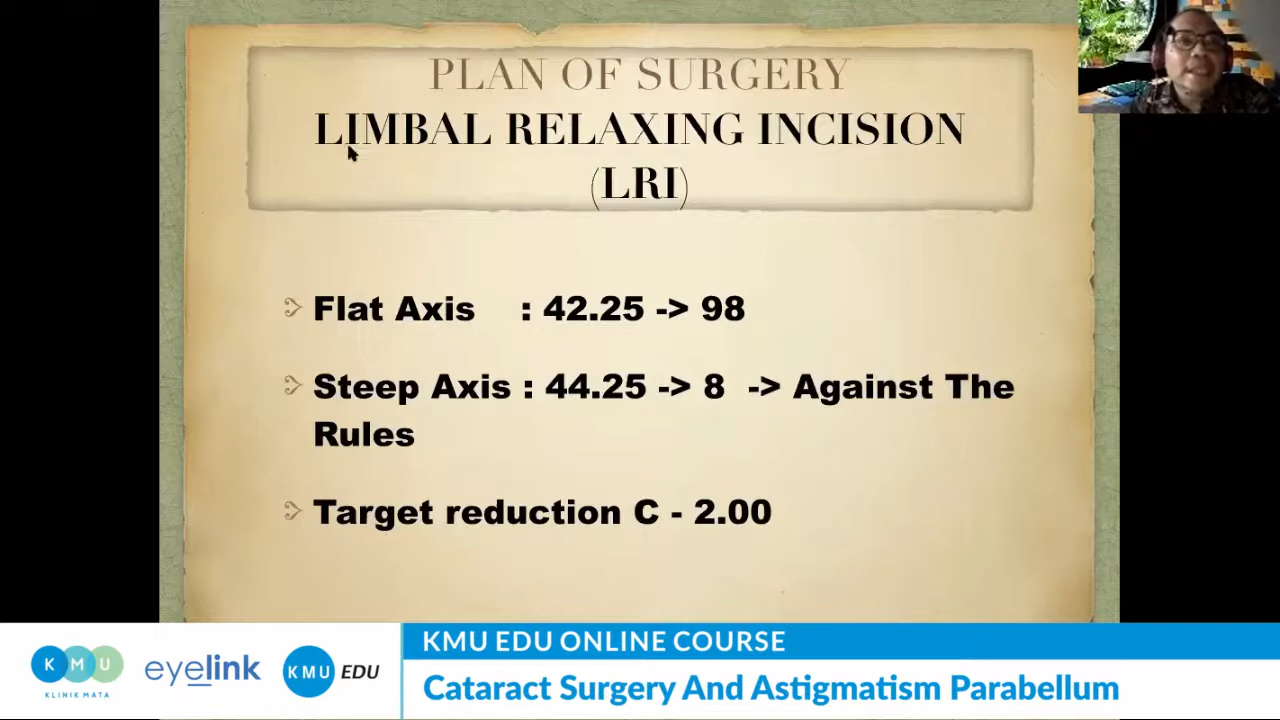 PLAN OF SURGERY
LIMBAL RELAXING INCISION
(LRI)
Flat Axis : 42.25 -> 98
Steep Axis : 44.25 -> 8 -> Against The
Rules
Target reduction C - 2.00
KMU
KLINIK MATA
eyelink
KMU EDU
KMU EDU ONLINE COURSE
Cataract Surgery And Astigmatism Parabellum